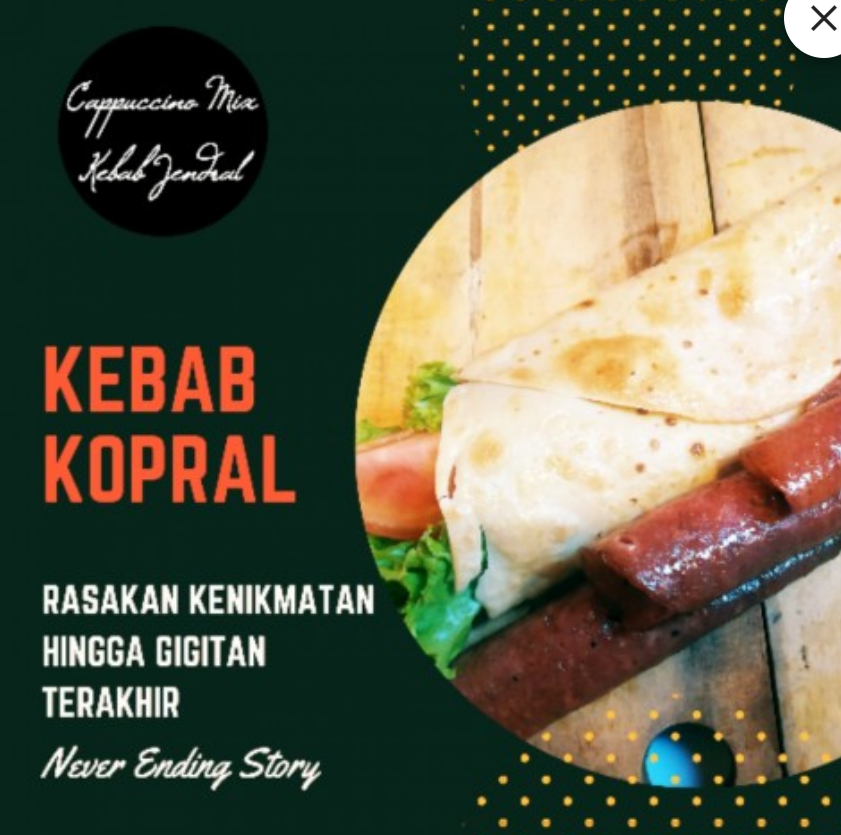 Cappuccino Mix
Kebab Jendral
KEBAB
KOPRAL
RASAKAN KENIKMATAN
HINGGA GIGITAN
TERAKHIR
Never Ending Story